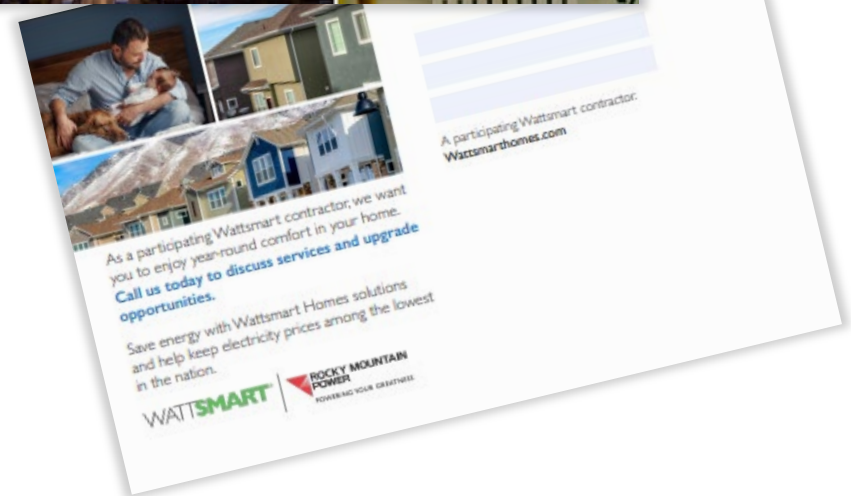 As a participating Wattsmart contractor, we want
you to enjoy year-round comfort in your home.
Call us today to discuss services and upgrade
opportunities.
Save energy with Wattsmart Homes solutions
and help keep electricity prices among the lowest
in the nation.
WATTSMART
ROCKY MOUNTAIN
POWER
POWERING YOUR GREATNESS
A participating Wattsmart contractor.
Wattsmarthomes.com